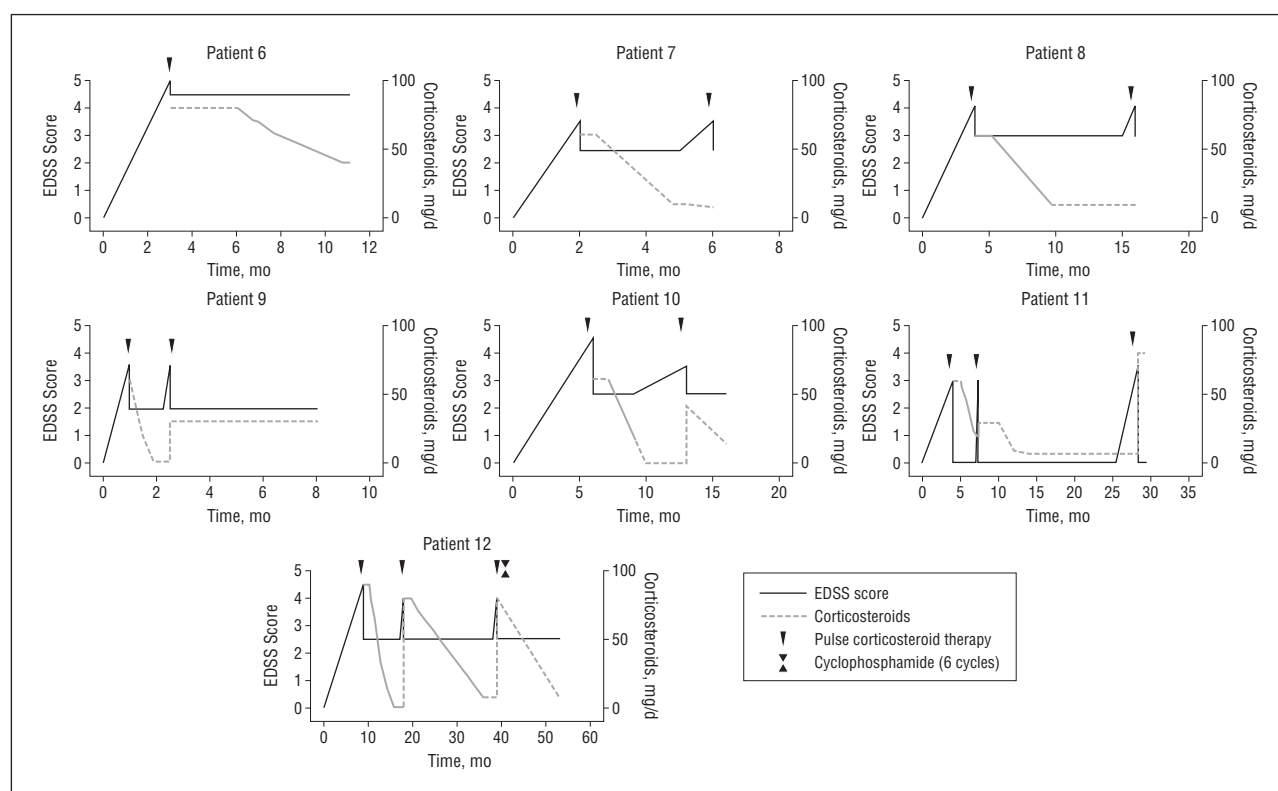 Patient 6
5
4
3
2
1
0
EDSS Score
100
50
0
Corticosteroids, mg/d
0 2 4 6 8 10 12
Time, mo
Patient 7
5
4
3
2
1
0
EDSS Score
100
50
0
Corticosteroids, mg/d
0 2 4 6 8
Time, mo
Patient 8
5
4
3
2
1
0
EDSS Score
100
50
0
Corticosteroids, mg/d
0 5 10 15 20
Time, mo
Patient 9
5
4
3
2
1
0
EDSS Score
100
50
0
Corticosteroids, mg/d
0 2 4 6 8 10
Time, mo
Patient 10
5
4
3
2
1
0
EDSS Score
100
50
0
Corticosteroids, mg/d
0 5 10 15 20
Time, mo
Patient 11
5
4
3
2
1
0
EDSS Score
100
50
0
Corticosteroids, mg/d
0 5 10 15 20 25 30 35
Time, mo
Patient 12
5
4
3
2
1
0
EDSS Score
100
50
0
Corticosteroids, mg/d
0 10 20 30 40 50 60
Time, mo
EDSS score
Corticosteroids
Pulse corticosteroid therapy
Cyclophosphamide (6 cycles)